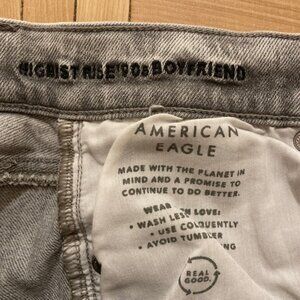 HIGHEST RISE '90s BOYFRIEND
AMERICAN
EAGLE
MADE WITH THE PLANET IN
MIND AND A PROMISE TO
CONTINUE TO DO BETTER.
WEAR
• WASH LESS
LOVE:
• USE CO
• AVOID TUMBLE
REAL
GOOD.